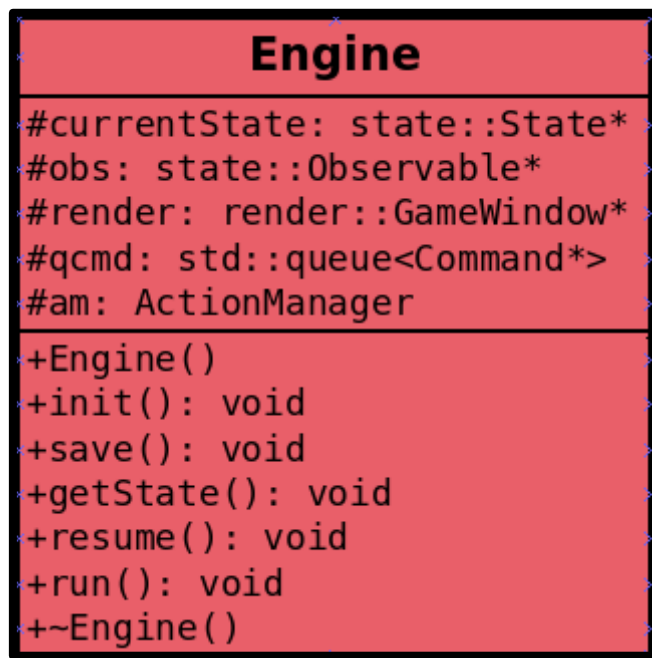 Engine
#currentState: state::State*
#obs: state::Observable*
#render: render::GameWindow*
#qcmd: std::queue<Command*>
#am: ActionManager
+Engine()
+init(): void
+save(): void
+getState(): void
+resume(): void
+run(): void
+~Engine()